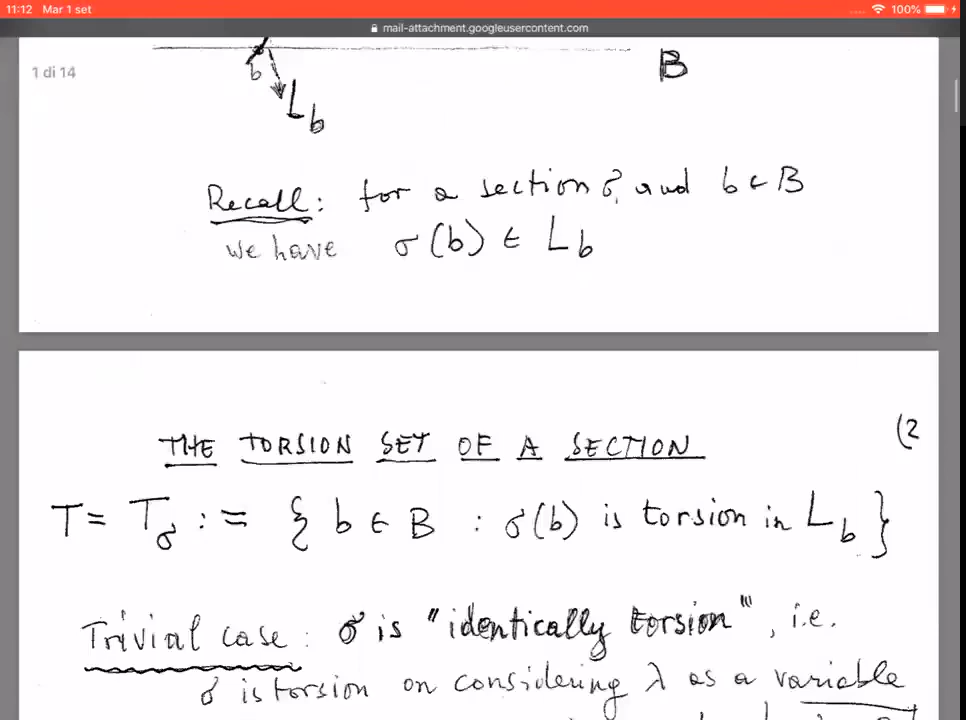 11:12 Mar 1 set
100%
mail-attachment.googleusercontent.com
1 di 14
b
L_b
B
Recall: for a section σ, and b ∈ B
we have σ(b) ∈ L_b
(2
THE TORSION SET OF A SECTION
T = T_σ := { b ∈ B : σ(b) is torsion in L_b }
Trivial case: σ is "identically torsion", i.e.
σ is torsion on considering λ as a variable